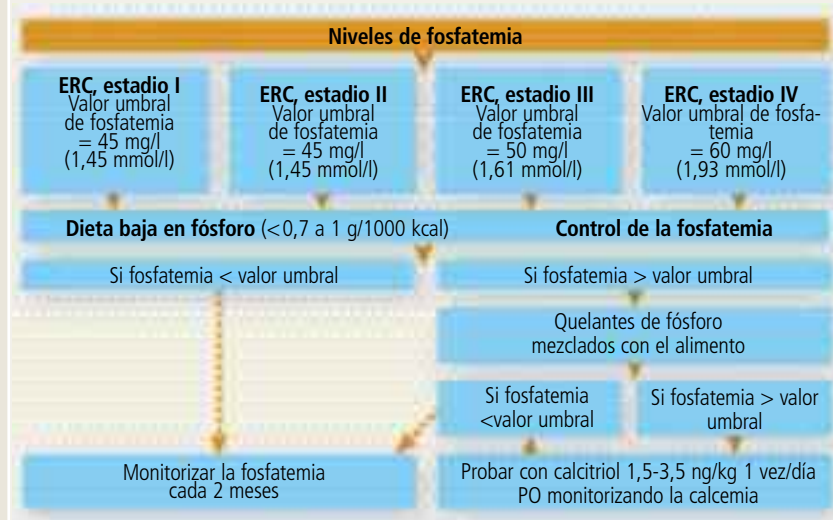 Niveles de fosfatemia
ERC, estadio I
Valor umbral
de fosfatemia
= 45 mg/l
(1,45 mmol/l)
ERC, estadio II
Valor umbral
de fosfatemia
= 45 mg/l
(1,45 mmol/l)
ERC, estadio III
Valor umbral
de fosfatemia
= 50 mg/l
(1,61 mmol/l)
ERC, estadio IV
Valor umbral de fosfa-
temia
= 60 mg/l
(1,93 mmol/l)
Dieta baja en fósforo (<0,7 a 1 g/1000 kcal)
Control de la fosfatemia
Si fosfatemia < valor umbral
Si fosfatemia > valor umbral
Quelantes de fósforo
mezclados con el alimento
Si fosfatemia
<valor umbral
Si fosfatemia > valor
umbral
Monitorizar la fosfatemia
cada 2 meses
Probar con calcitriol 1,5-3,5 ng/kg 1 vez/día
PO monitorizando la calcemia